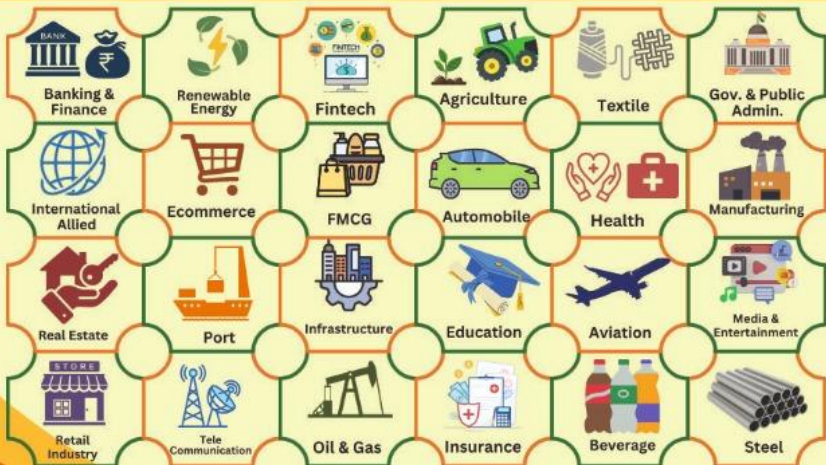 BANK
Banking &
Finance
Renewable
Energy
FINTECH
Fintech
Agriculture
Textile
Gov. & Public
Admin.
International
Allied
Ecommerce
FMCG
Automobile
Health
Manufacturing
Real Estate
Port
Infrastructure
Education
Aviation
Media &
Entertainment
STORE
Retail
Industry
Tele
Communication
Oil & Gas
Insurance
Beverage
Steel